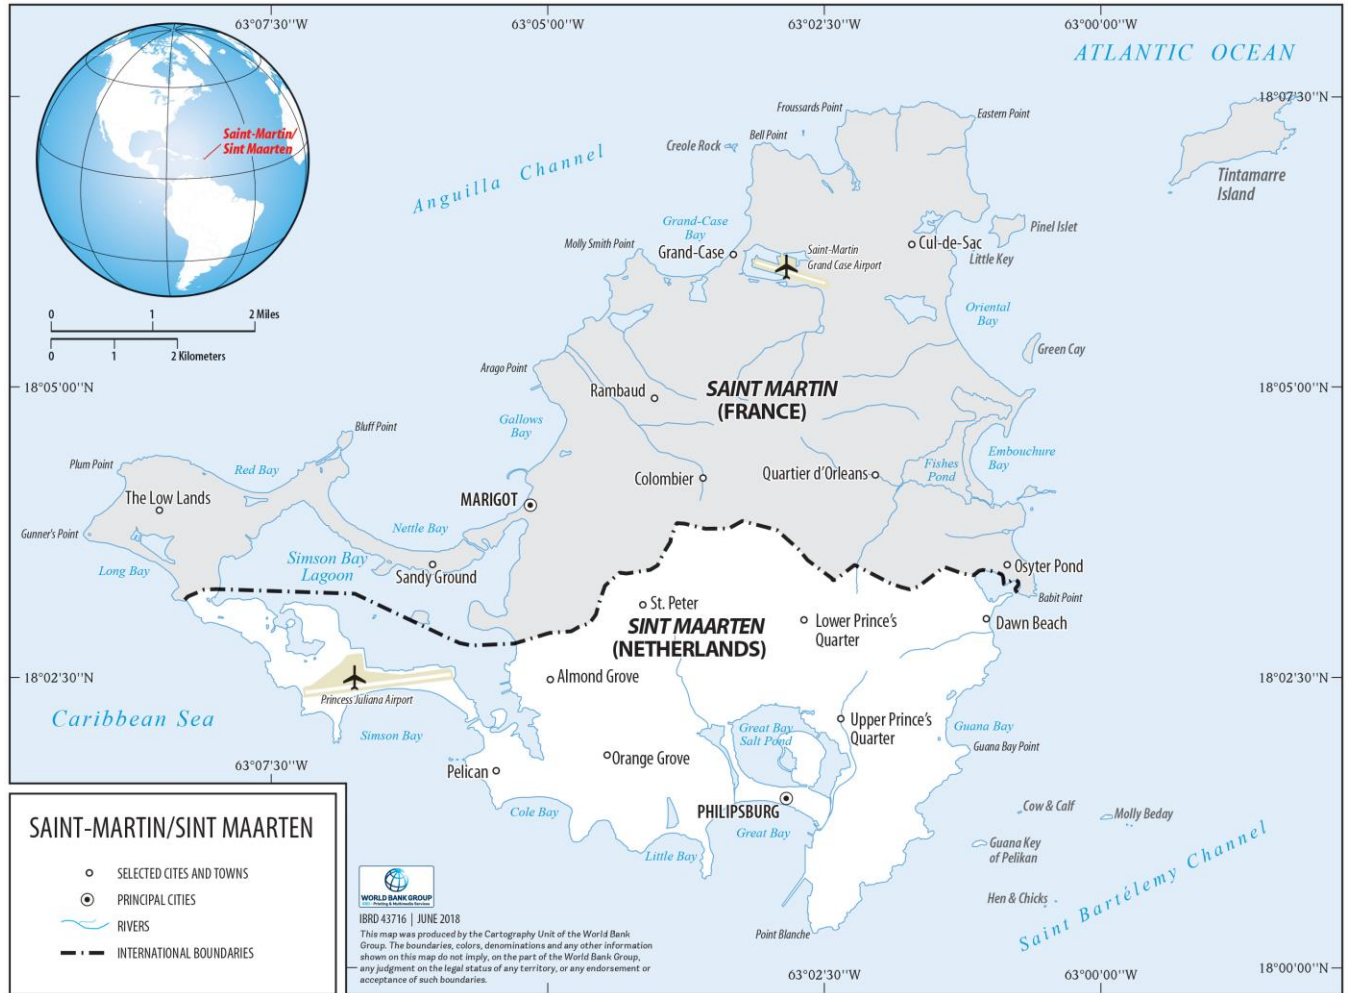 63°07'30''W
63°05'00''W
63°02'30''W
63°00'00''W
ATLANTIC OCEAN
18°07'30''N
Saint-Martin/
Sint Maarten
Anguilla Channel
Froussards Point
Eastern Point
Bell Point
Creole Rock
Tintamarre
Island
Grand-Case
Bay
Pinel Islet
Molly Smith Point
Grand-Case
Saint-Martin
Grand Case Airport
Cul-de-Sac
Little Key
Oriental
Bay
0
1
2 Miles
0
1
2 Kilometers
Green Cay
Arago Point
18°05'00''N
18°05'00''N
Rambaud
SAINT MARTIN
(FRANCE)
Gallows
Bay
Bluff Point
Plum Point
Red Bay
Embouchure
Bay
Fishes
Pond
Colombier
Quartier d'Orleans
The Low Lands
MARIGOT
Gunner's Point
Nettle Bay
Long Bay
Simson Bay
Lagoon
Sandy Ground
Osyter Pond
Babit Point
St. Peter
SINT MAARTEN
(NETHERLANDS)
Lower Prince's
Quarter
Dawn Beach
18°02'30''N
18°02'30''N
Almond Grove
Princess Juliana Airport
Caribbean Sea
Simson Bay
Great Bay
Salt Pond
Upper Prince's
Quarter
Guana Bay
Guana Bay Point
Orange Grove
Pelican
63°07'30''W
PHILIPSBURG
Cole Bay
Great Bay
Little Bay
Cow & Calf
Molly Beday
Guana Key
of Pelikan
Hen & Chicks
Saint Bartélemy Channel
Point Blanche
SAINT-MARTIN/SINT MAARTEN
SELECTED CITES AND TOWNS
PRINCIPAL CITIES
RIVERS
INTERNATIONAL BOUNDARIES
WORLD BANK GROUP
IBRD 43716 | JUNE 2018
This map was produced by the Cartography Unit of the World Bank
Group. The boundaries, colors, denominations and any other information
shown on this map do not imply, on the part of the World Bank Group,
any judgment on the legal status of any territory, or any endorsement or
acceptance of such boundaries.
18°00'00''N
63°05'00''W
63°02'30''W
63°00'00''W